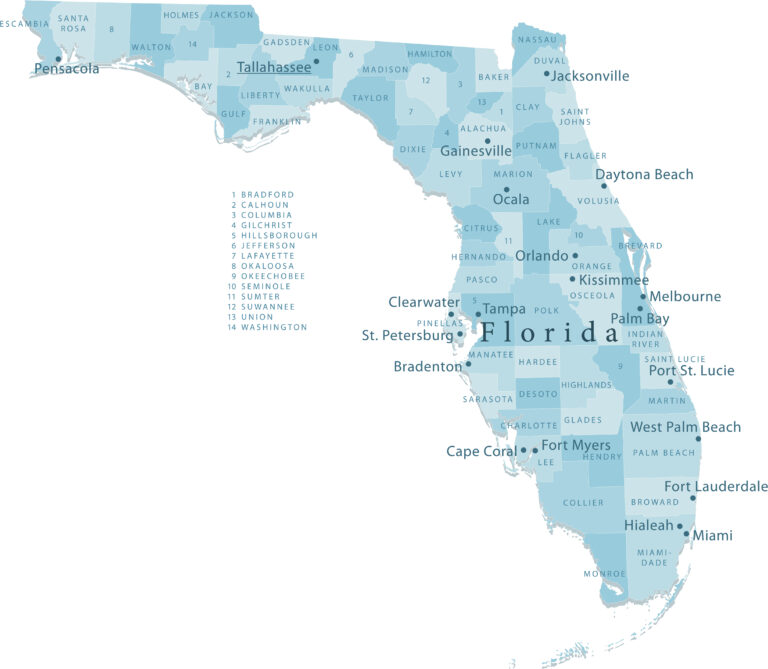 ESCAMBIA
SANTA
ROSA
8
WALTON
HOLMES
JACKSON
14
BAY
2
GADSDEN
LEON
6
LIBERTY
WAKULLA
GULF
FRANKLIN
Pensacola
Tallahassee
MADISON
HAMILTON
TAYLOR
12
3
BAKER
NASSAU
DUVAL
Jacksonville
7
13
1
CLAY
SAINT
JOHNS
4
ALACHUA
Gainesville
DIXIE
PUTNAM
FLAGLER
LEVY
MARION
Ocala
Daytona Beach
VOLUSIA
1 BRADFORD
2 CALHOUN
3 COLUMBIA
4 GILCHRIST
5 HILLSBOROUGH
6 JEFFERSON
7 LAFAYETTE
8 OKALOOSA
9 OKEECHOBEE
10 SEMINOLE
11 SUMTER
12 SUWANNEE
13 UNION
14 WASHINGTON
CITRUS
LAKE
11
10
HERNANDO
Orlando
ORANGE
BREVARD
PASCO
Kissimmee
OSCEOLA
Melbourne
Clearwater
5
Tampa
POLK
Palm Bay
PINELLAS
St. Petersburg
Florida
INDIAN
RIVER
MANATEE
HARDEE
Bradenton
9
SAINT LUCIE
Port St. Lucie
HIGHLANDS
SARASOTA
DESOTO
MARTIN
CHARLOTTE
GLADES
West Palm Beach
Cape Coral
Fort Myers
LEE
HENDRY
PALM BEACH
Fort Lauderdale
COLLIER
BROWARD
Hialeah
Miami
MIAMI-
DADE
MONROE